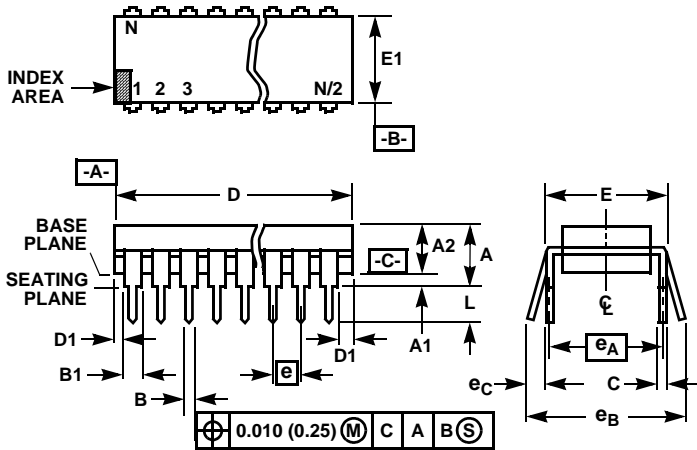 N
INDEX
AREA
1 2 3 N/2
E1
-B-
-A-
D
E
BASE
PLANE
A2
A
-C-
SEATING
PLANE
L
C
L
D1
A1
D1
e
eA
B1
eC
C
B
eB
0.010 (0.25) M C A B S